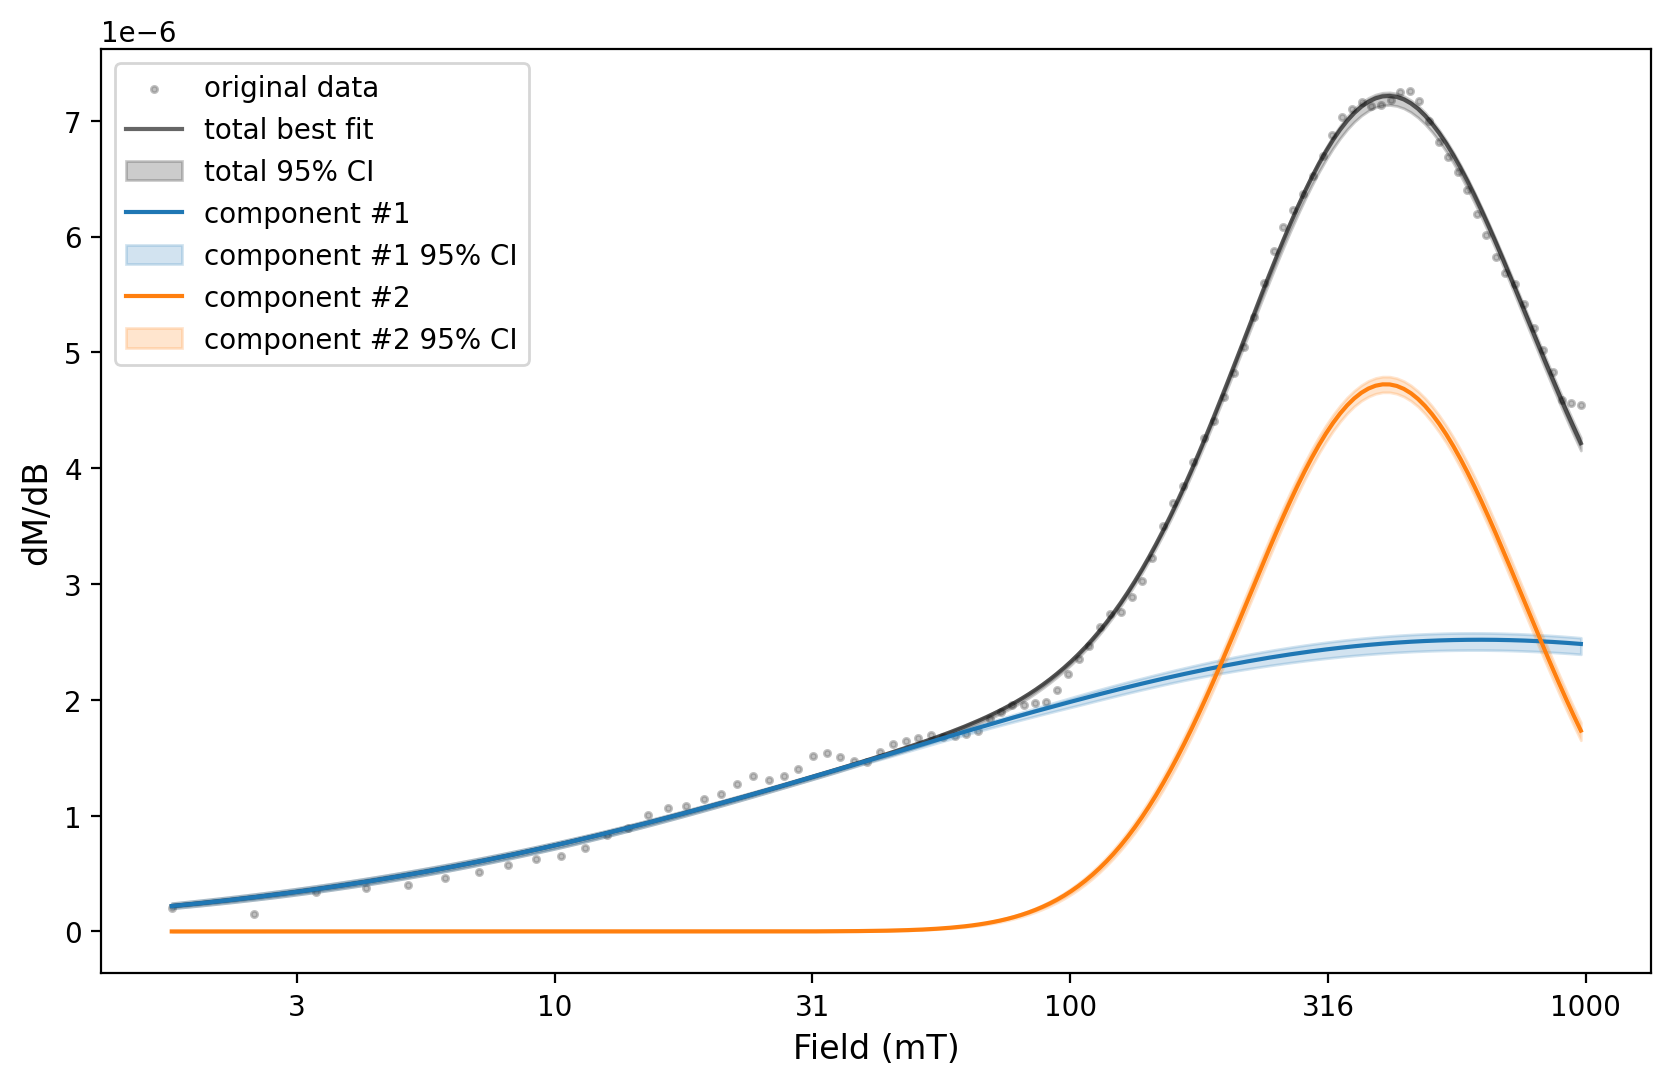 1e−6
original data
total best fit
total 95% CI
component #1
component #1 95% CI
component #2
component #2 95% CI
dM/dB
7
6
5
4
3
2
1
0
3 10 31 100 316 1000
Field (mT)